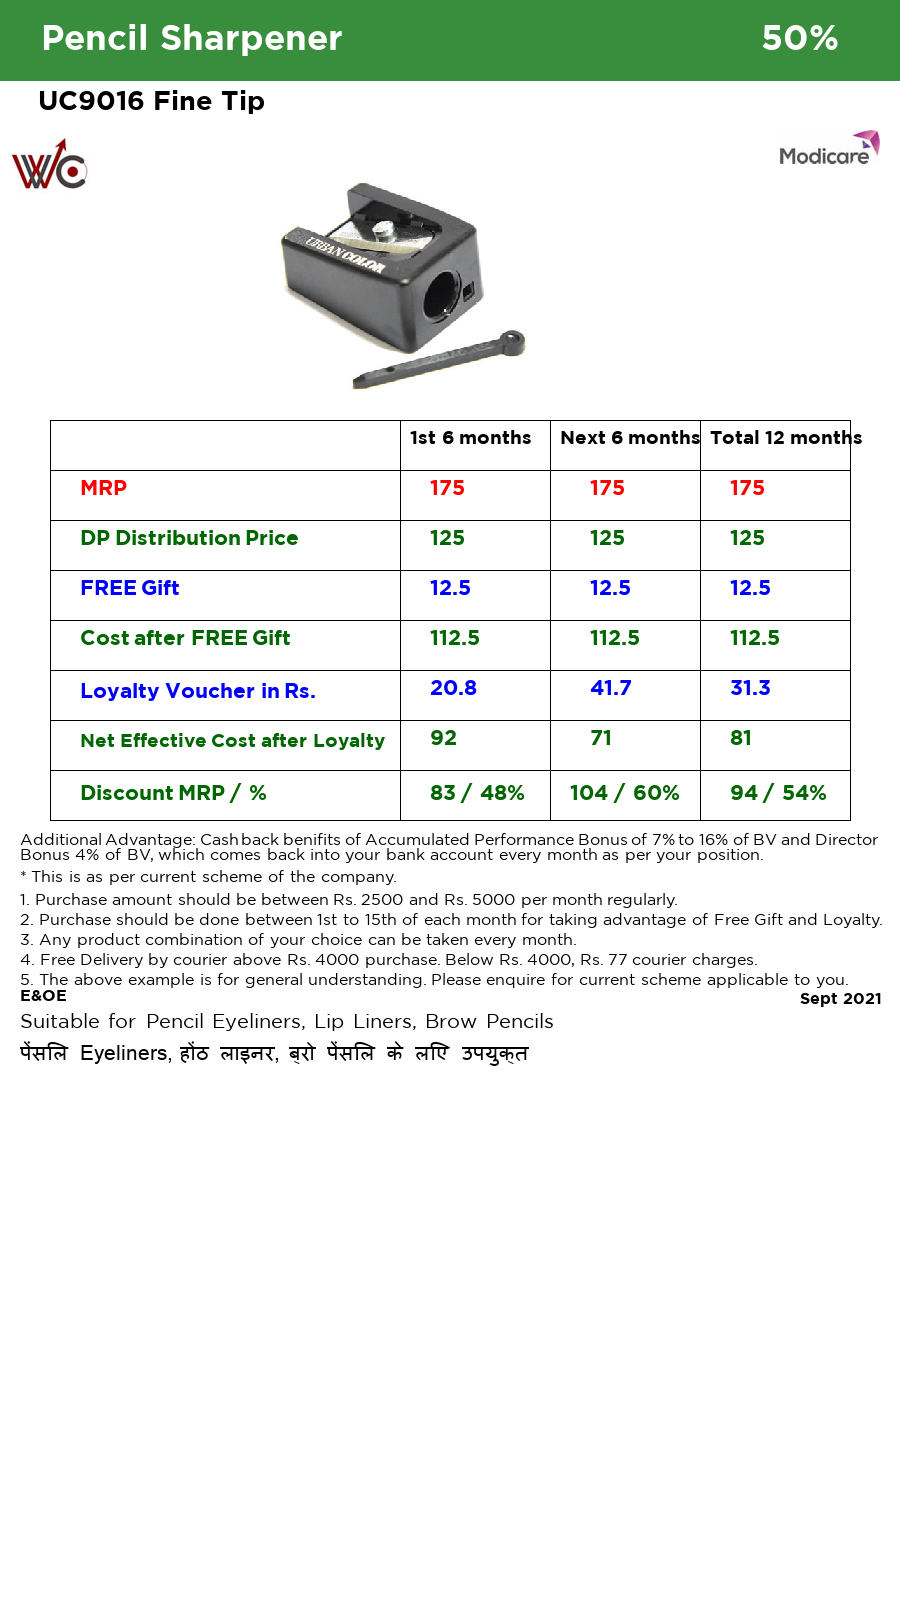 Pencil Sharpener 50%
UC9016 Fine Tip
WC
Modicare
URBAN COLOR
1st 6 months Next 6 months Total 12 months
MRP 175 175 175
DP Distribution Price 125 125 125
FREE Gift 12.5 12.5 12.5
Cost after FREE Gift 112.5 112.5 112.5
Loyalty Voucher in Rs. 20.8 41.7 31.3
Net Effective Cost after Loyalty 92 71 81
Discount MRP / % 83 / 48% 104 / 60% 94 / 54%
Additional Advantage: Cashback benifits of Accumulated Performance Bonus of 7% to 16% of BV and Director
Bonus 4% of BV, which comes back into your bank account every month as per your position.
* This is as per current scheme of the company.
1. Purchase amount should be between Rs. 2500 and Rs. 5000 per month regularly.
2. Purchase should be done between 1st to 15th of each month for taking advantage of Free Gift and Loyalty.
3. Any product combination of your choice can be taken every month.
4. Free Delivery by courier above Rs. 4000 purchase. Below Rs. 4000, Rs. 77 courier charges.
5. The above example is for general understanding. Please enquire for current scheme applicable to you.
E&OE Sept 2021
Suitable for Pencil Eyeliners, Lip Liners, Brow Pencils
पेंसिल Eyeliners, होंठ लाइनर, ब्रो पेंसिल के लिए उपयुक्त